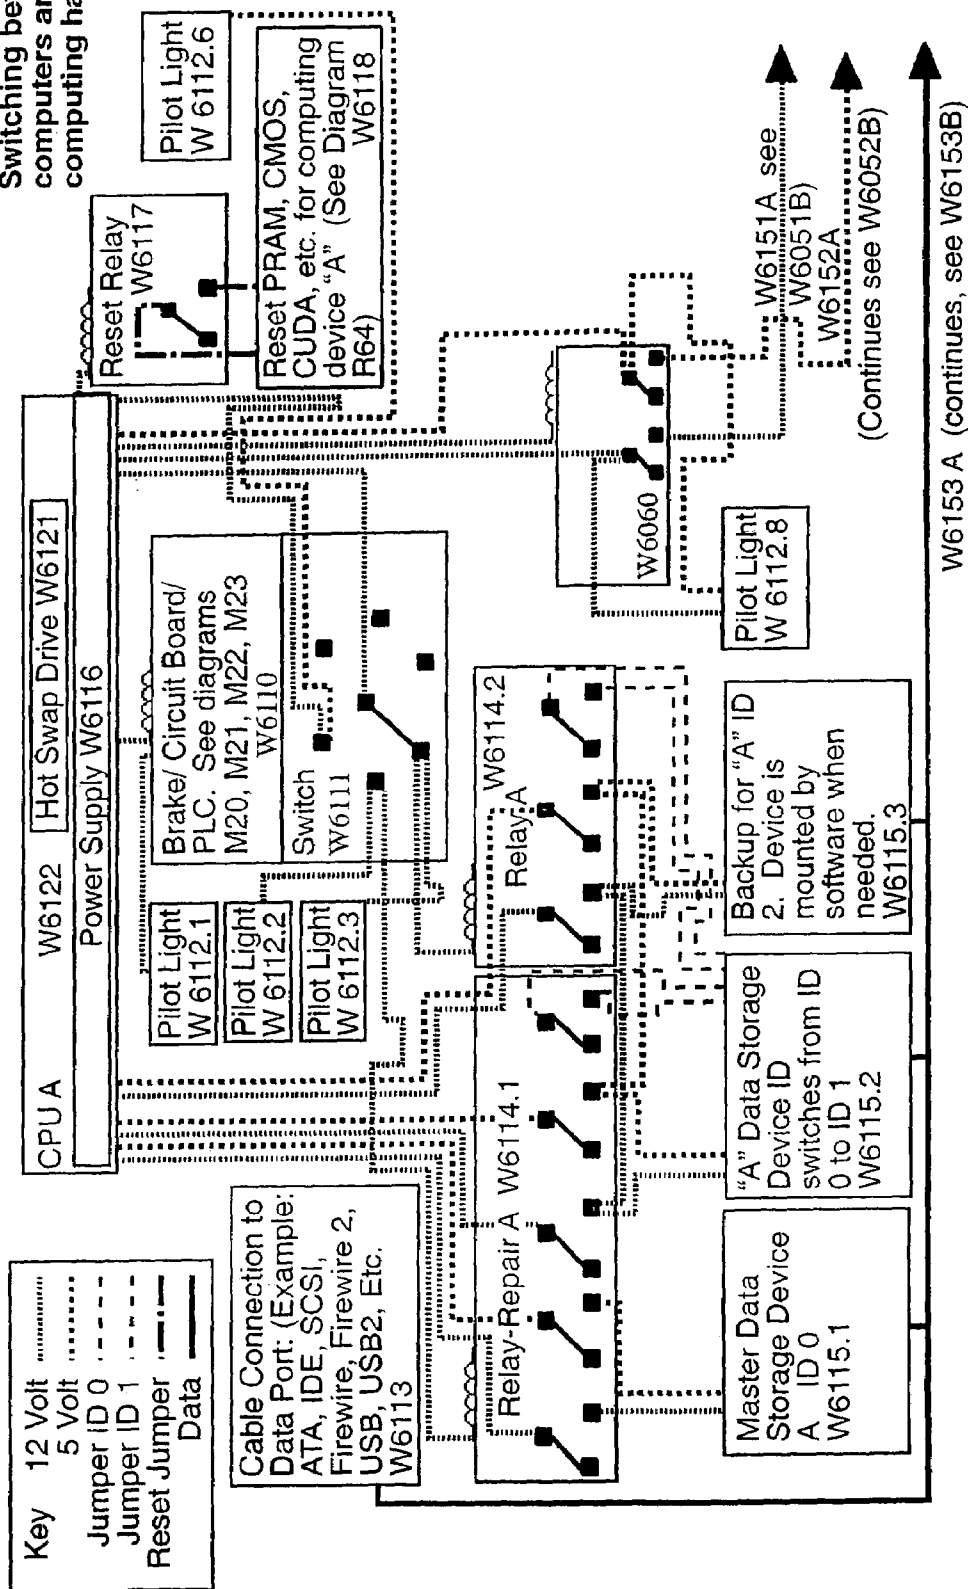 Switching be
computers ar
computing ha
Key
12 Volt
5 Volt
Jumper ID 0
Jumper ID 1
Reset Jumper
Data
CPU A
W6122
Hot Swap Drive W6121
Power Supply W6116
Reset Relay
W6117
Pilot Light
W 6112.6
Reset PRAM, CMOS,
CUDA, etc. for computing
device "A" (See Diagram
R64)
W6118
Brake/ Circuit Board/
PLC. See diagrams
M20, M21, M22, M23
W6110
Switch
W6111
Pilot Light
W 6112.1
Pilot Light
W 6112.2
Pilot Light
W 6112.3
Cable Connection to
Data Port: (Example:
ATA, IDE, SCSI,
Firewire, Firewire 2,
USB, USB2, Etc.
W6113
Relay-Repair A W6114.1
Relay A
W6114.2
W6060
Pilot Light
W 6112.8
Master Data
Storage Device
A ID 0
W6115.1
"A" Data Storage
Device ID
switches from ID
0 to ID 1
W6115.2
Backup for "A" ID
2. Device is
mounted by
software when
needed.
W6115.3
W6151A see
W6051B)
W6152A
(Continues see W6052B)
W6153 A (continues, see W6153B)